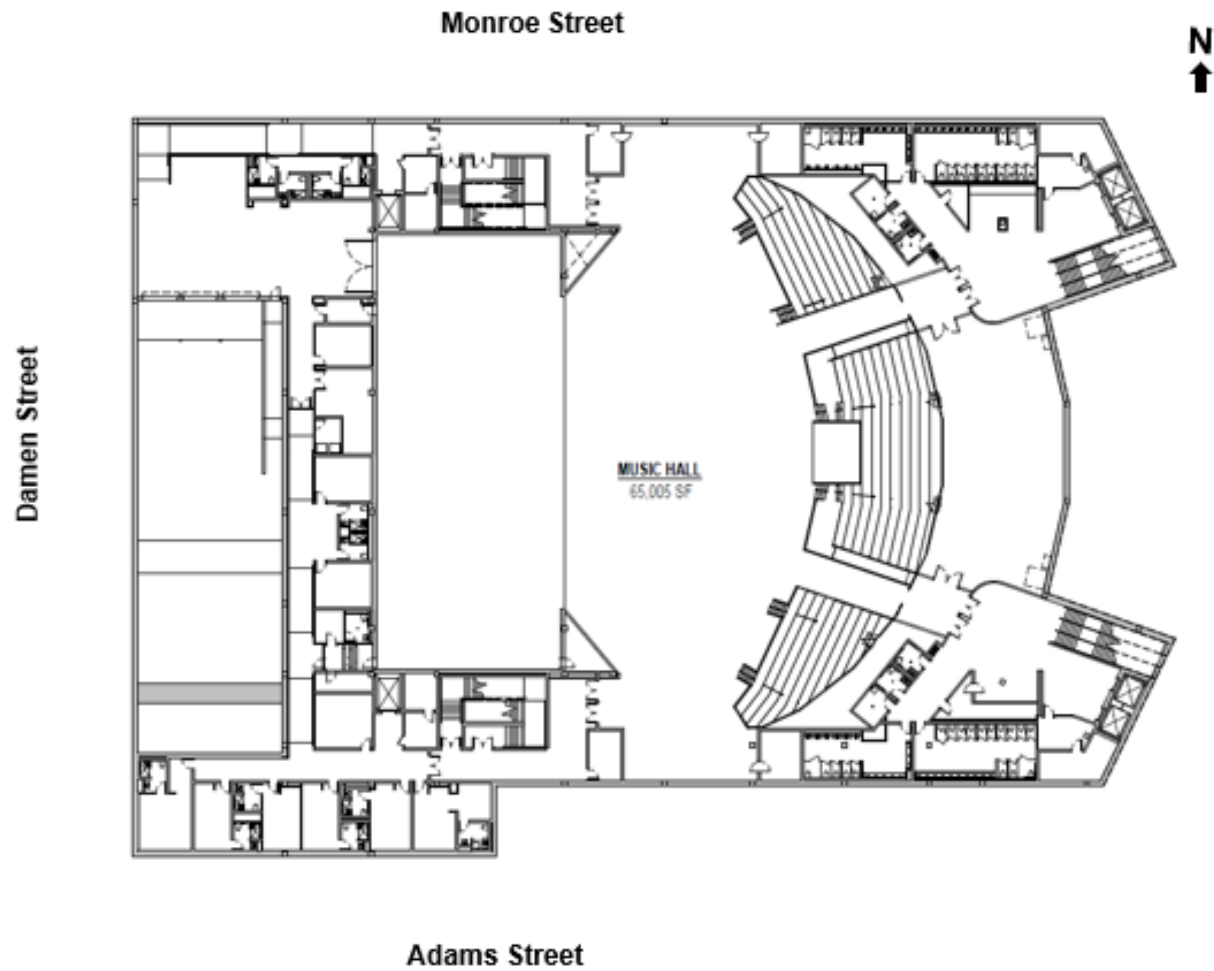 Monroe Street
N
Damen Street
MUSIC HALL
65,005 SF
Adams Street